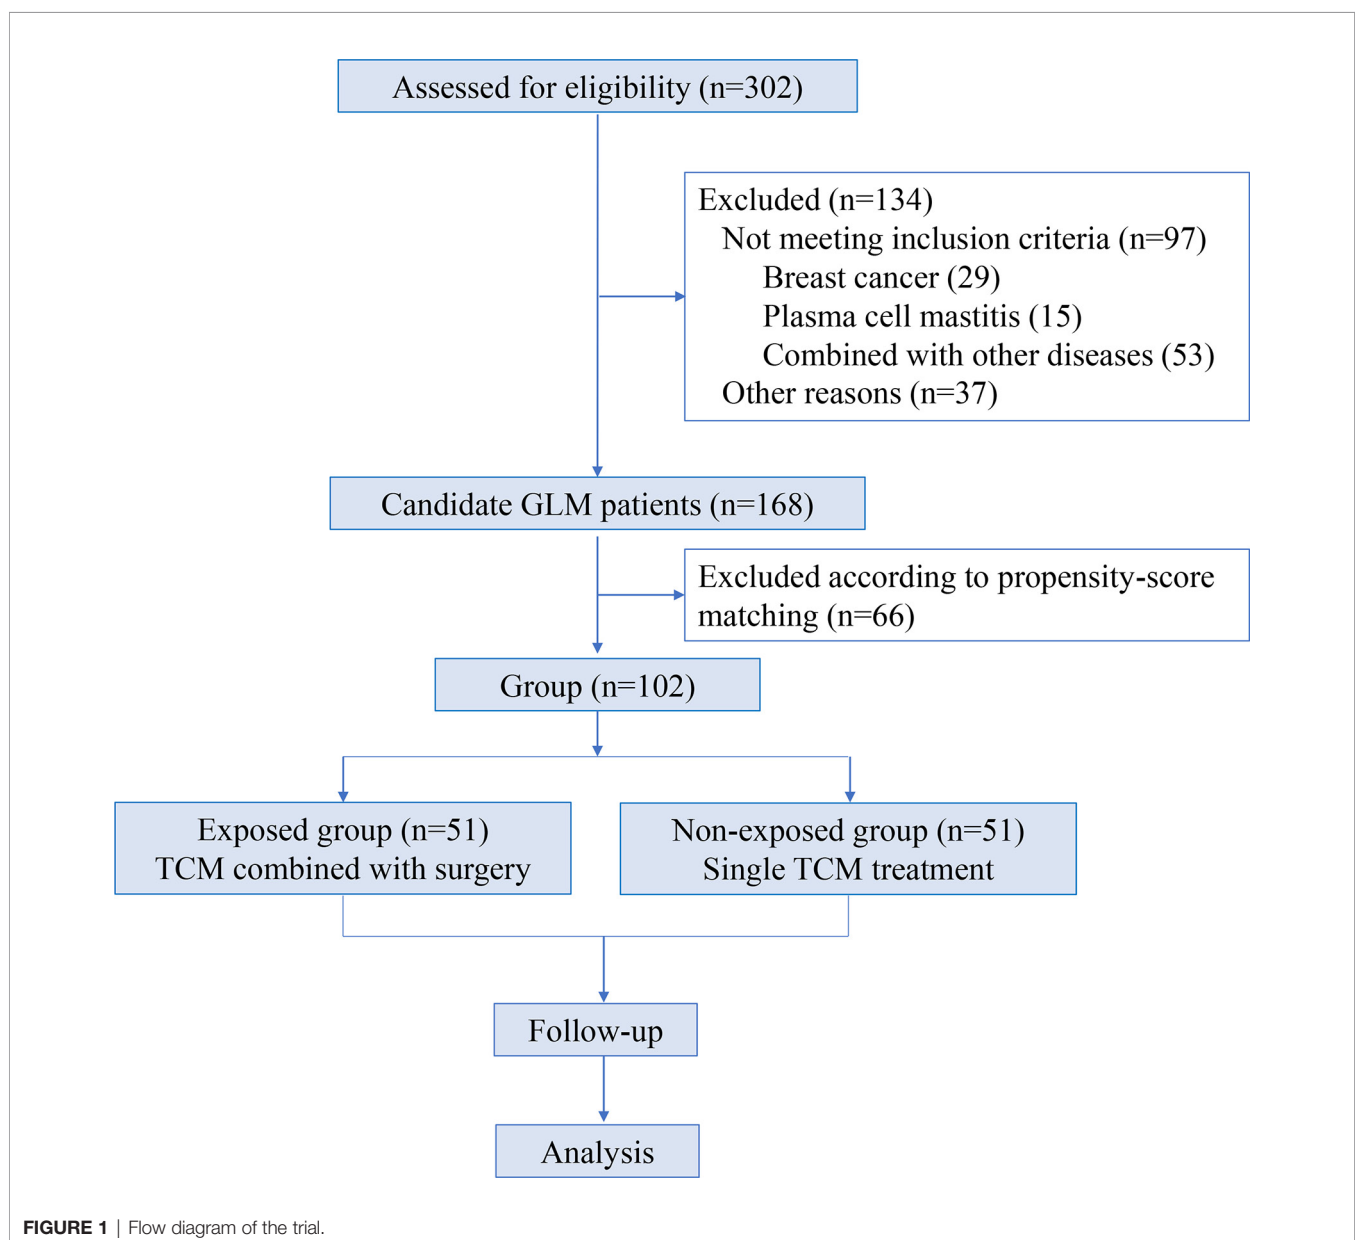 Assessed for eligibility (n=302)
Excluded (n=134)
Not meeting inclusion criteria (n=97)
Breast cancer (29)
Plasma cell mastitis (15)
Combined with other diseases (53)
Other reasons (n=37)
Candidate GLM patients (n=168)
Excluded according to propensity-score
matching (n=66)
Group (n=102)
Exposed group (n=51)
TCM combined with surgery
Non-exposed group (n=51)
Single TCM treatment
Follow-up
Analysis
FIGURE 1 | Flow diagram of the trial.